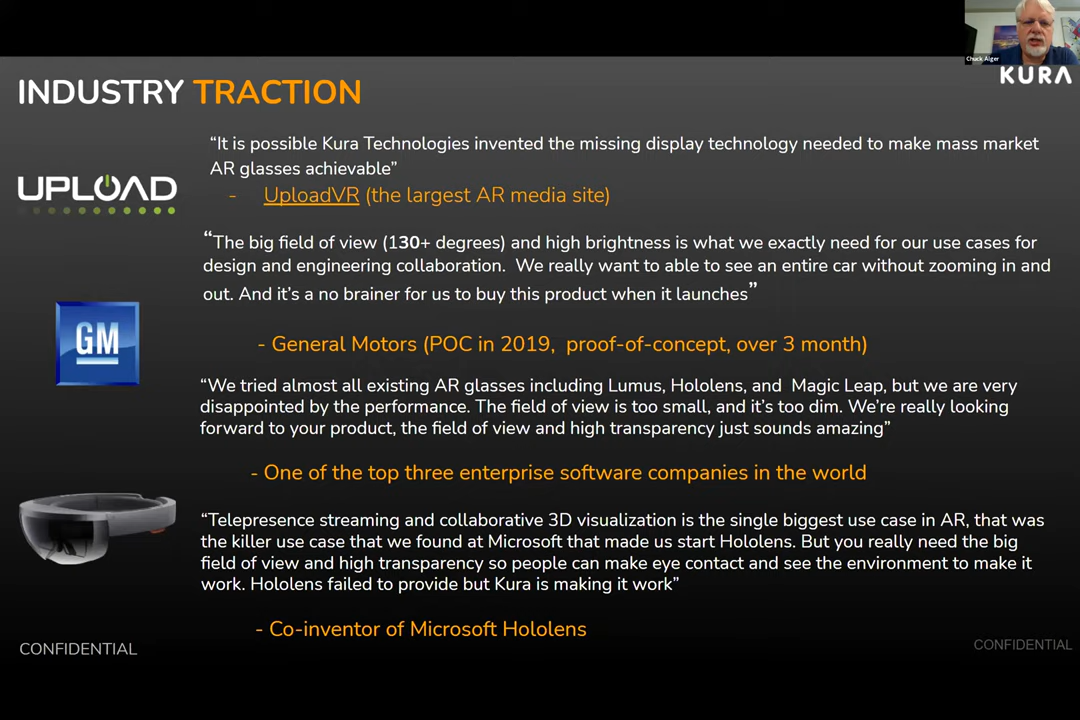 Chuck Alger
KURA
INDUSTRY TRACTION
“It is possible Kura Technologies invented the missing display technology needed to make mass market
AR glasses achievable”
- UploadVR (the largest AR media site)
UPLOAD
“The big field of view (130+ degrees) and high brightness is what we exactly need for our use cases for
design and engineering collaboration. We really want to able to see an entire car without zooming in and
out. And it’s a no brainer for us to buy this product when it launches”
GM
- General Motors (POC in 2019, proof-of-concept, over 3 month)
“We tried almost all existing AR glasses including Lumus, Hololens, and Magic Leap, but we are very
disappointed by the performance. The field of view is too small, and it’s too dim. We’re really looking
forward to your product, the field of view and high transparency just sounds amazing”
- One of the top three enterprise software companies in the world
“Telepresence streaming and collaborative 3D visualization is the single biggest use case in AR, that was
the killer use case that we found at Microsoft that made us start Hololens. But you really need the big
field of view and high transparency so people can make eye contact and see the environment to make it
work. Hololens failed to provide but Kura is making it work”
- Co-inventor of Microsoft Hololens
CONFIDENTIAL
CONFIDENTIAL